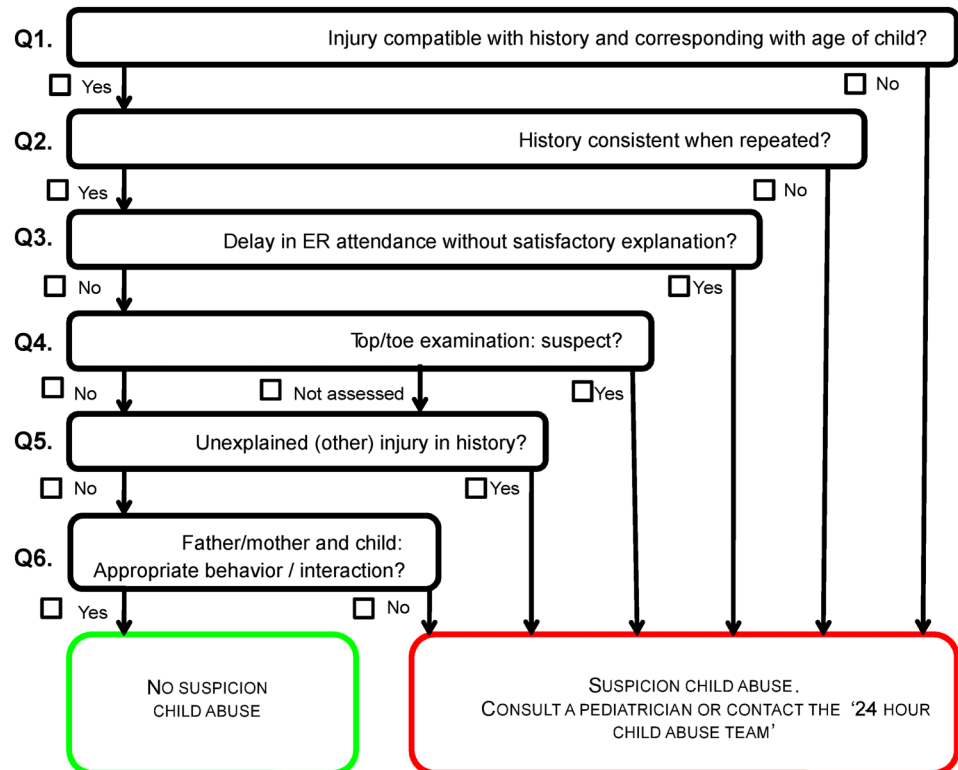 Q1. Injury compatible with history and corresponding with age of child?
Yes No
Q2. History consistent when repeated?
Yes No
Q3. Delay in ER attendance without satisfactory explanation?
No Yes
Q4. Top/toe examination: suspect?
No Not assessed Yes
Q5. Unexplained (other) injury in history?
No Yes
Q6. Father/mother and child:
Appropriate behavior / interaction?
Yes No
NO SUSPICION
CHILD ABUSE
SUSPICION CHILD ABUSE.
CONSULT A PEDIATRICIAN OR CONTACT THE ‘24 HOUR
CHILD ABUSE TEAM’